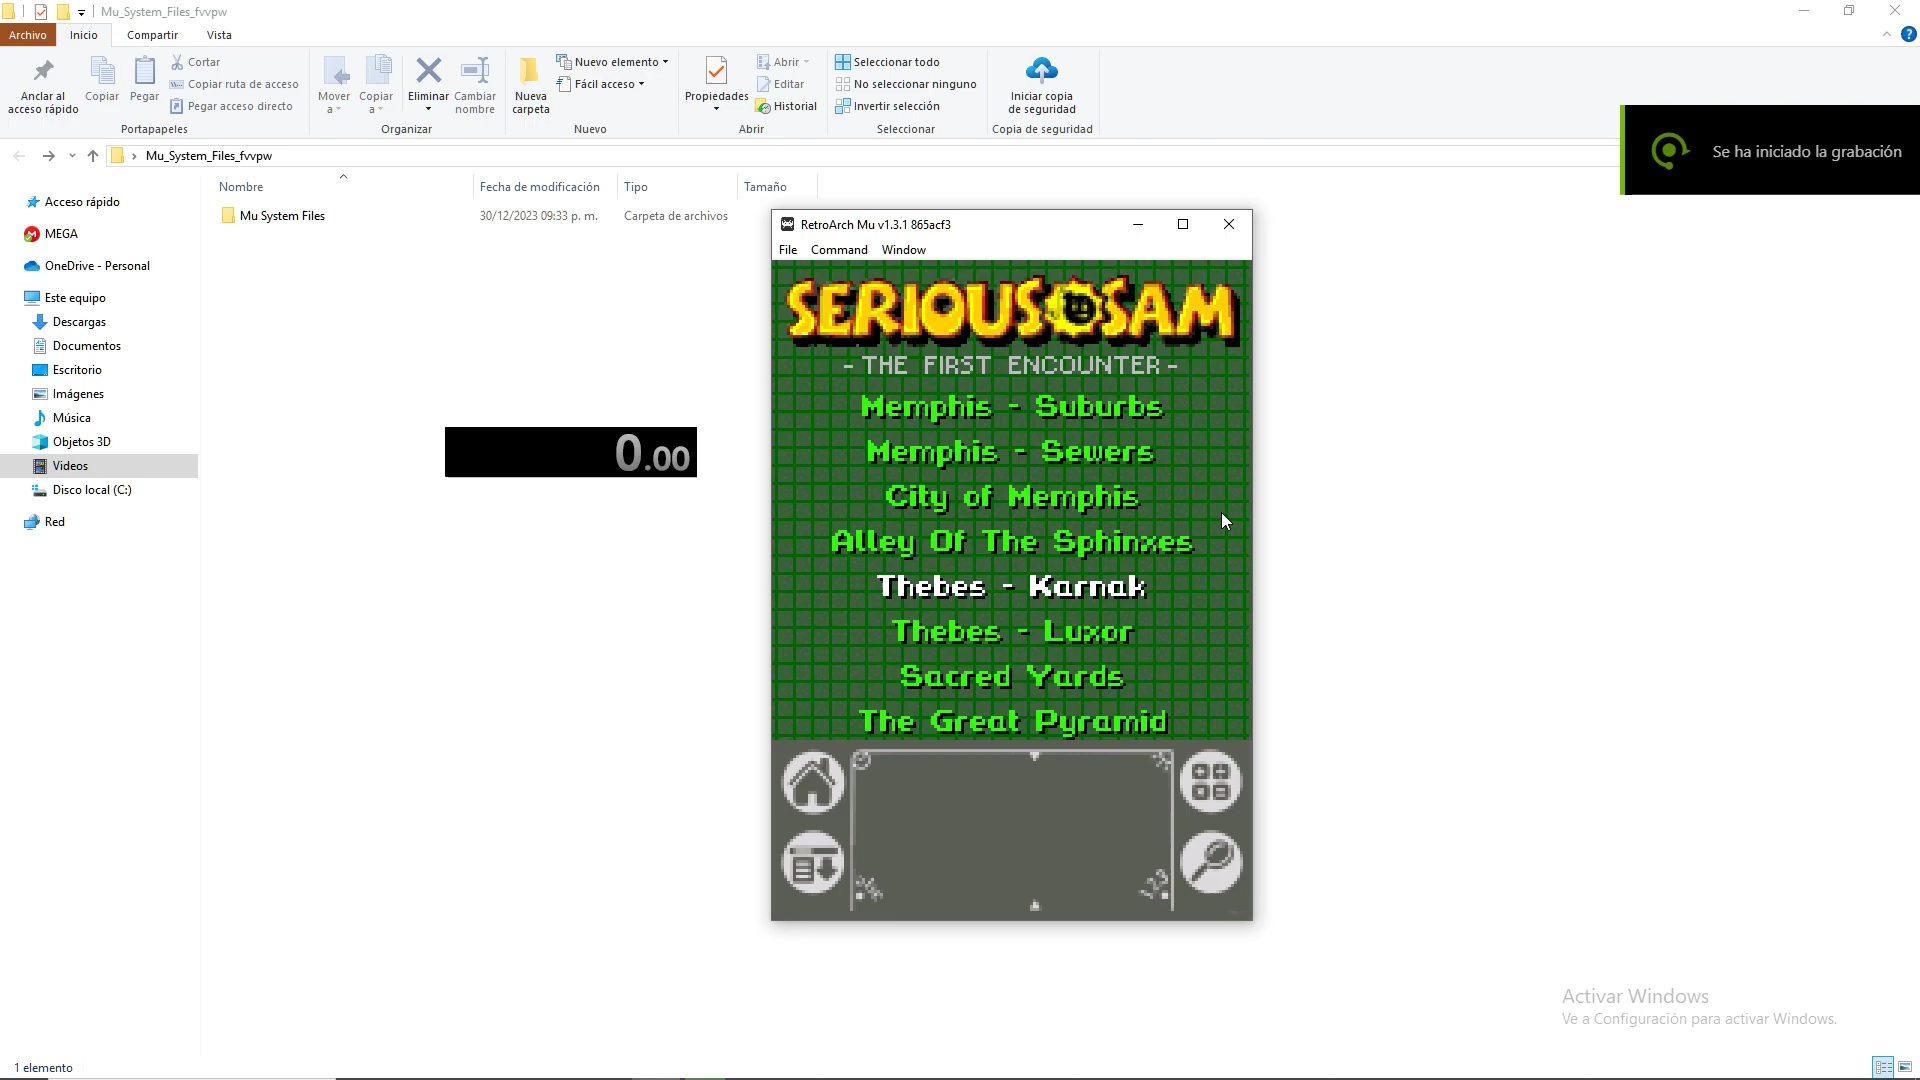 Mu_System_Files_fvvpw
Archivo
Inicio
Compartir
Vista
Anclar al
acceso rápido
Copiar
Pegar
Cortar
Copiar ruta de acceso
Pegar acceso directo
Portapapeles
Mover
a
Copiar
a
Eliminar
Cambiar
nombre
Organizar
Nueva
carpeta
Nuevo elemento
Fácil acceso
Nuevo
Propiedades
Abrir
Editar
Historial
Abrir
Seleccionar todo
No seleccionar ninguno
Invertir selección
Seleccionar
Iniciar copia
de seguridad
Copia de seguridad
Se ha iniciado la grabación
Mu_System_Files_fvvpw
Nombre
Fecha de modificación
Tipo
Tamaño
Mu System Files
30/12/2023 09:33 p. m.
Carpeta de archivos
Acceso rápido
MEGA
OneDrive - Personal
Este equipo
Descargas
Documentos
Escritorio
Imágenes
Música
Objetos 3D
Videos
Disco local (C:)
Red
0.00
RetroArch Mu v1.3.1 865acf3
File
Command
Window
SERIOUS SAM
- THE FIRST ENCOUNTER -
Memphis - Suburbs
Memphis - Sewers
City of Memphis
Alley Of The Sphinxes
Thebes - Karnak
Thebes - Luxor
Sacred Yards
The Great Pyramid
Activar Windows
Ve a Configuración para activar Windows.
1 elemento